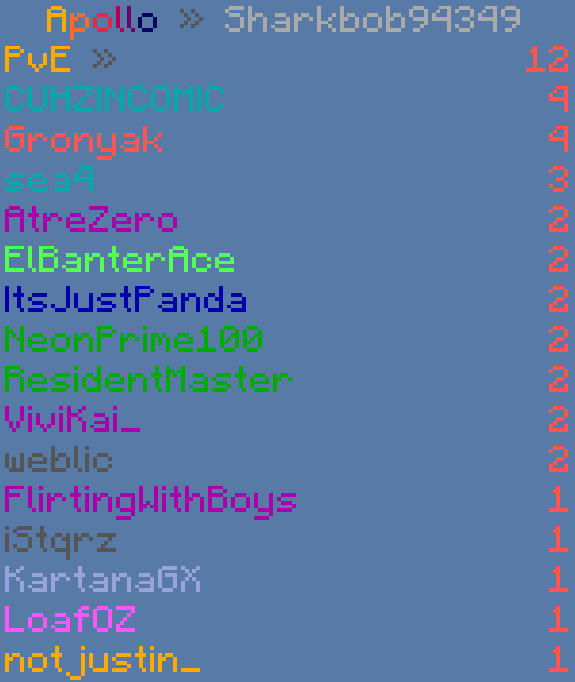 Apollo » Sharkbob94349
PvE » 12
CUHZINCOMIC 4
Gronyak 4
sea4 3
AtreZero 2
ElBanterAce 2
ItsJustPanda 2
NeonPrime100 2
ResidentMaster 2
ViviKai_ 2
weblic 2
FlirtingWithBoys 1
iStqrz 1
KartanaGX 1
LoafOZ 1
not_justin_ 1